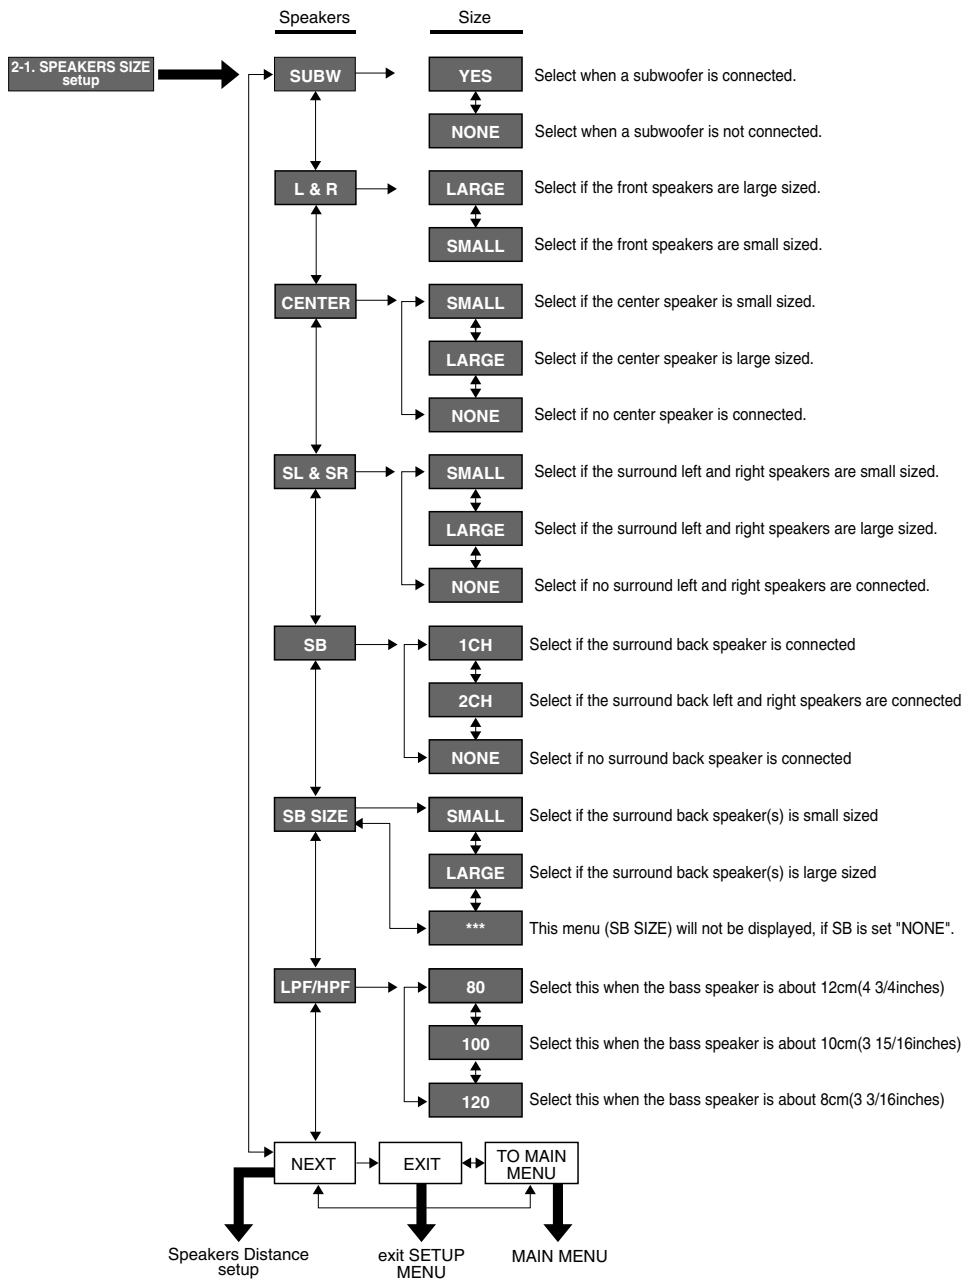 Speakers Size
2-1. SPEAKERS SIZE
setup
SUBW YES Select when a subwoofer is connected.
NONE Select when a subwoofer is not connected.
L & R LARGE Select if the front speakers are large sized.
SMALL Select if the front speakers are small sized.
CENTER SMALL Select if the center speaker is small sized.
LARGE Select if the center speaker is large sized.
NONE Select if no center speaker is connected.
SL & SR SMALL Select if the surround left and right speakers are small sized.
LARGE Select if the surround left and right speakers are large sized.
NONE Select if no surround left and right speakers are connected.
SB 1CH Select if the surround back speaker is connected
2CH Select if the surround back left and right speakers are connected
NONE Select if no surround back speaker is connected
SB SIZE SMALL Select if the surround back speaker(s) is small sized
LARGE Select if the surround back speaker(s) is large sized
*** This menu (SB SIZE) will not be displayed, if SB is set "NONE".
LPF/HPF 80 Select this when the bass speaker is about 12cm(4 3/4inches)
100 Select this when the bass speaker is about 10cm(3 15/16inches)
120 Select this when the bass speaker is about 8cm(3 3/16inches)
NEXT EXIT TO MAIN
MENU
Speakers Distance
setup
exit SETUP
MENU
MAIN MENU